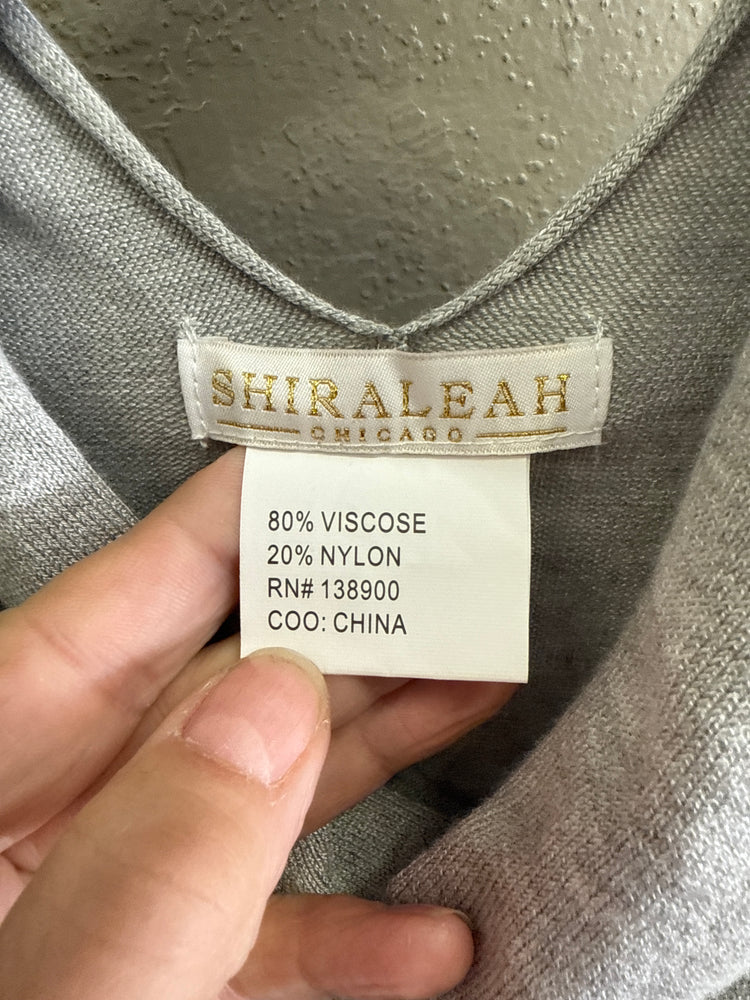 SHIRALEAH
CHICAGO
80% VISCOSE
20% NYLON
RN# 138900
COO: CHINA